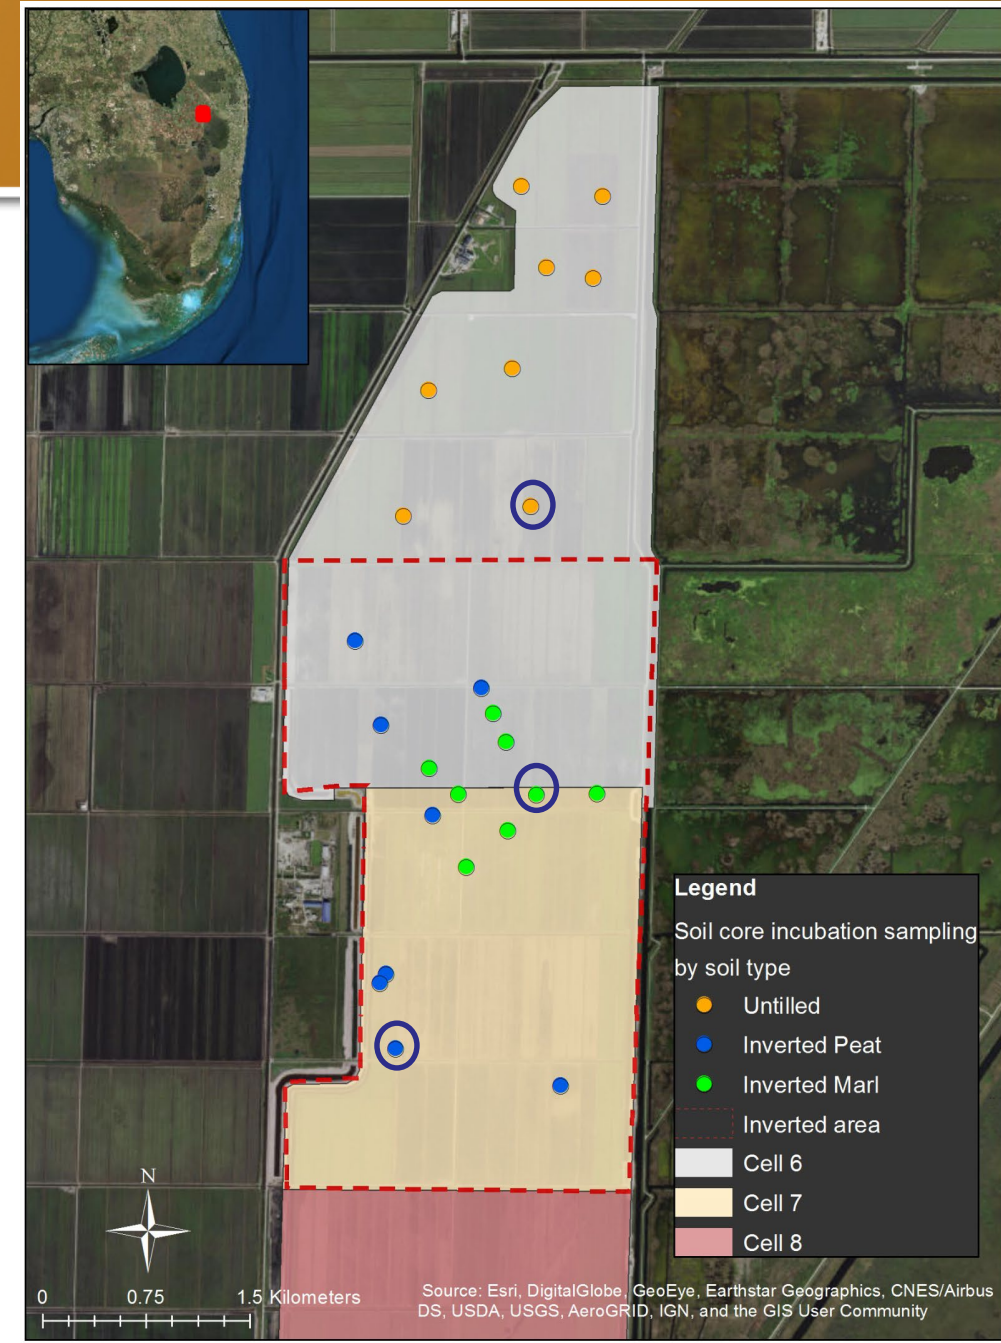 Legend
Soil core incubation sampling
by soil type
Untilled
Inverted Peat
Inverted Marl
Inverted area
Cell 6
Cell 7
Cell 8
N
0 0.75 1.5 Kilometers
Source: Esri, DigitalGlobe, GeoEye, Earthstar Geographics, CNES/Airbus
DS, USDA, USGS, AeroGRID, IGN, and the GIS User Community